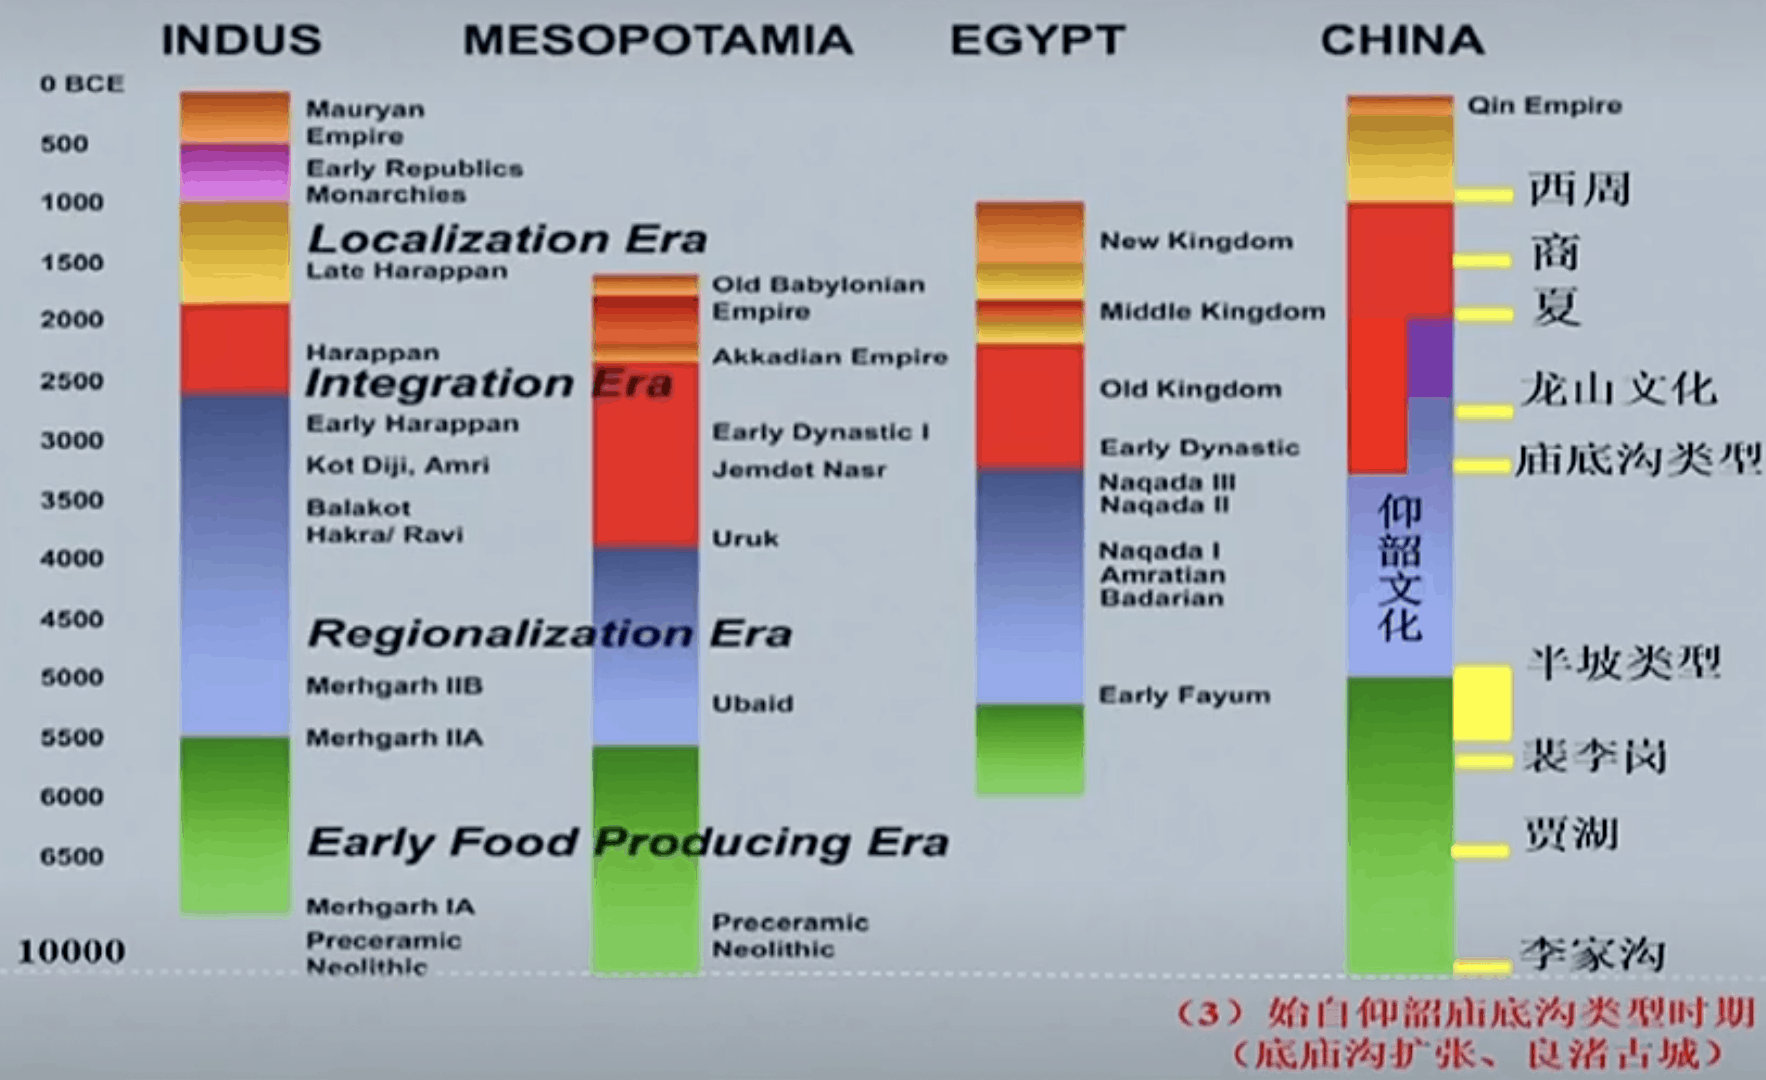 INDUS
MESOPOTAMIA
EGYPT
CHINA
0 BCE
500
1000
1500
2000
2500
3000
3500
4000
4500
5000
5500
6000
6500
10000
Mauryan
Empire
Early Republics
Monarchies
Localization Era
Late Harappan
Harappan
Integration Era
Early Harappan
Kot Diji, Amri
Balakot
Hakra/ Ravi
Regionalization Era
Merhgarh IIB
Merhgarh IIA
Early Food Producing Era
Merhgarh IA
Preceramic
Neolithic
Old Babylonian
Empire
Akkadian Empire
Early Dynastic I
Jemdet Nasr
Uruk
Ubaid
Preceramic
Neolithic
New Kingdom
Middle Kingdom
Old Kingdom
Early Dynastic
Naqada III
Naqada II
Naqada I
Amratian
Badarian
Early Fayum
Qin Empire
西周
商
夏
龙山文化
庙底沟类型
仰韶文化
半坡类型
裴李岗
贾湖
李家沟
（3）始自仰韶庙底沟类型时期
（底庙沟扩张、良渚古城）